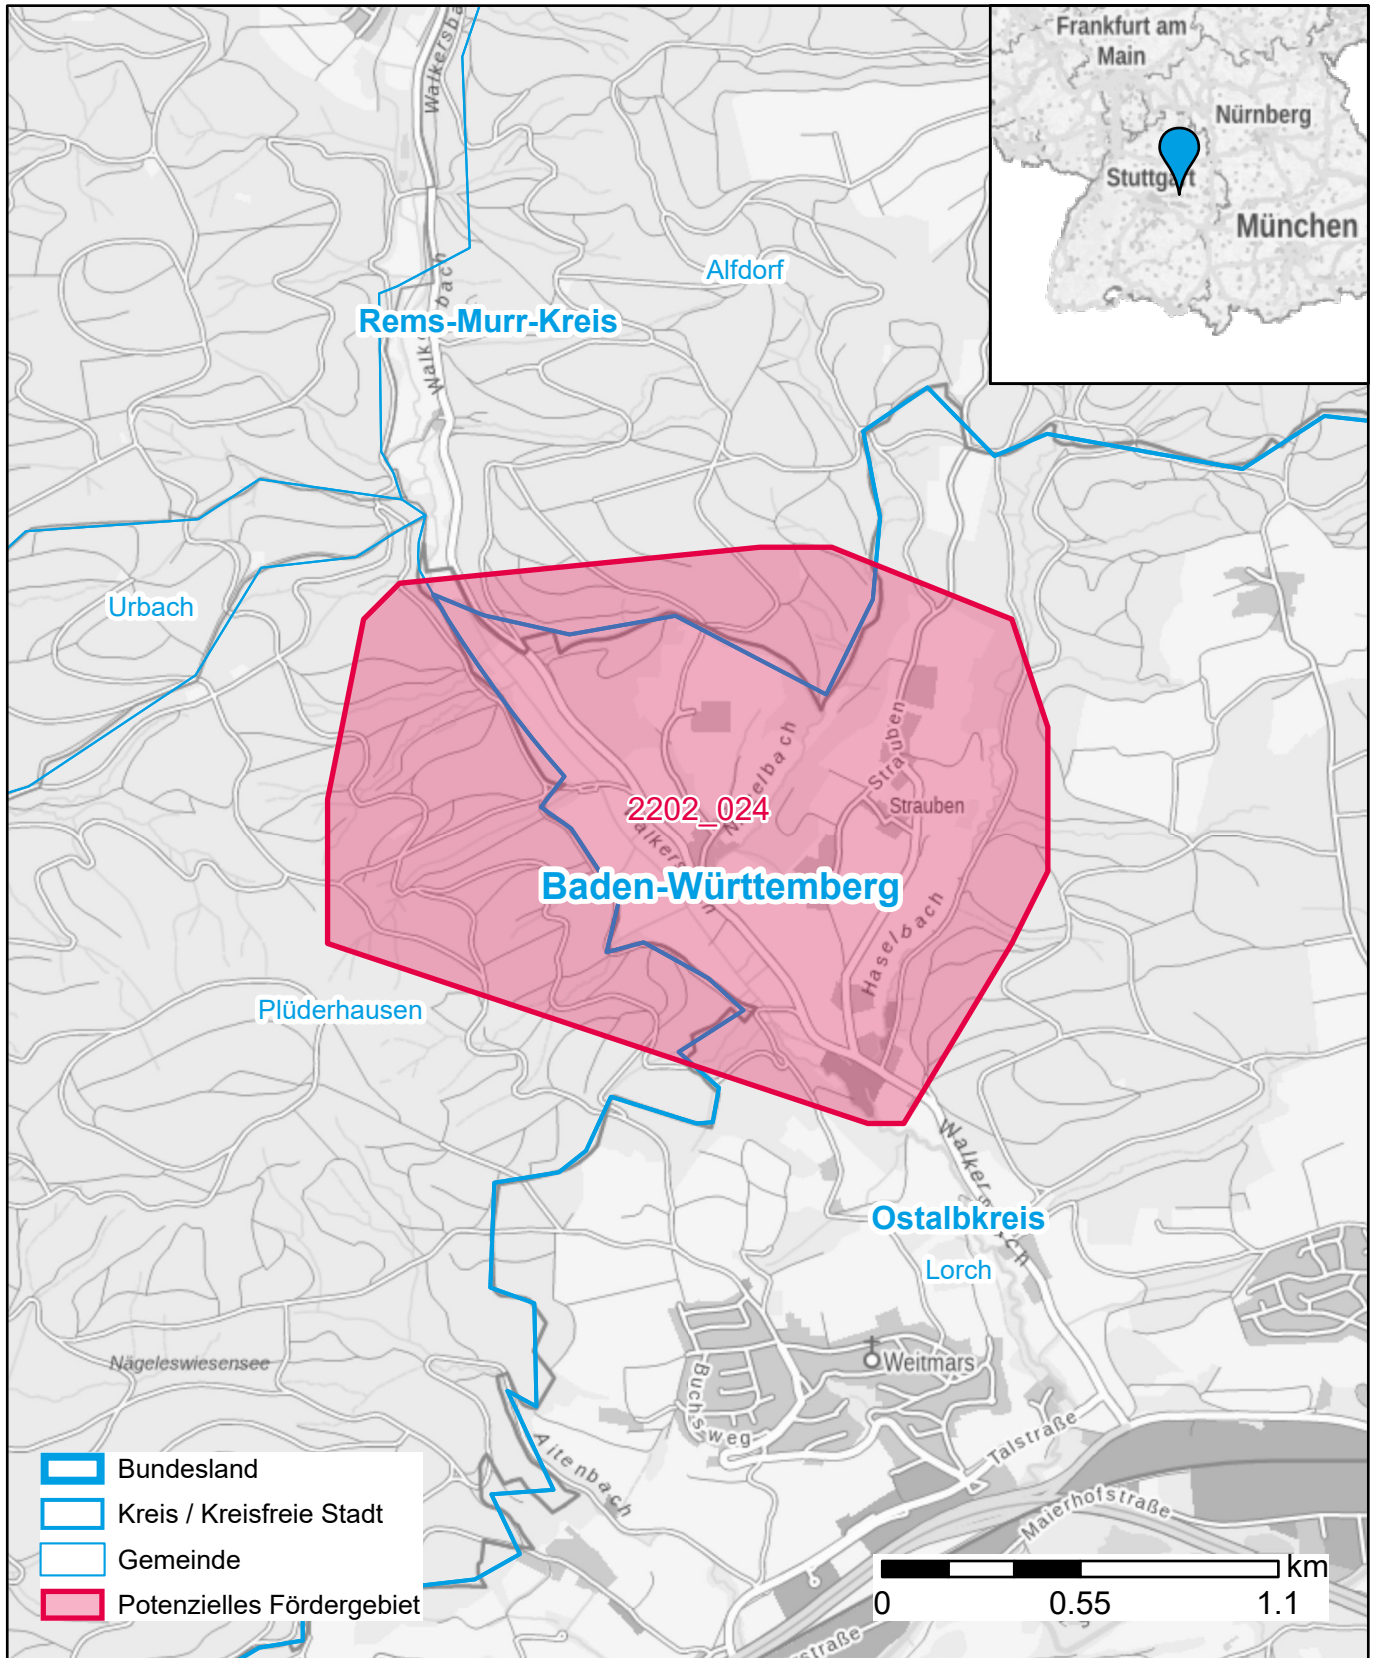 Walkersba
Frankfurt am
Main
Nürnberg
Stuttgart
München
Alfdorf
Rems-Murr-Kreis
Urbach
Strauben
Strauben
2202_024
Baden-Württemberg
Haselbach
Plüderhausen
Ostalbkreis
Lorch
Nägeleswiesensee
Weitmars
Buchsweg
Talstraße
Aitenbach
Maierhofstraße
straße
Bundesland
Kreis / Kreisfreie Stadt
Gemeinde
Potenzielles Fördergebiet
km
0 0.55 1.1